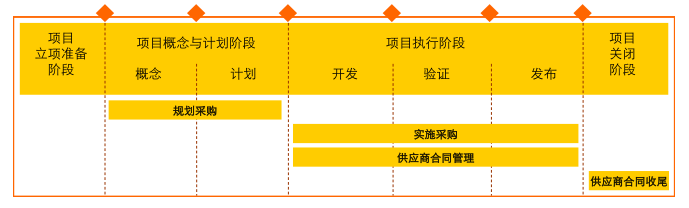 项目
立项准备
阶段
项目概念与计划阶段
概念
计划
项目执行阶段
开发
验证
发布
项目
关闭
阶段
规划采购
实施采购
供应商合同管理
供应商合同收尾